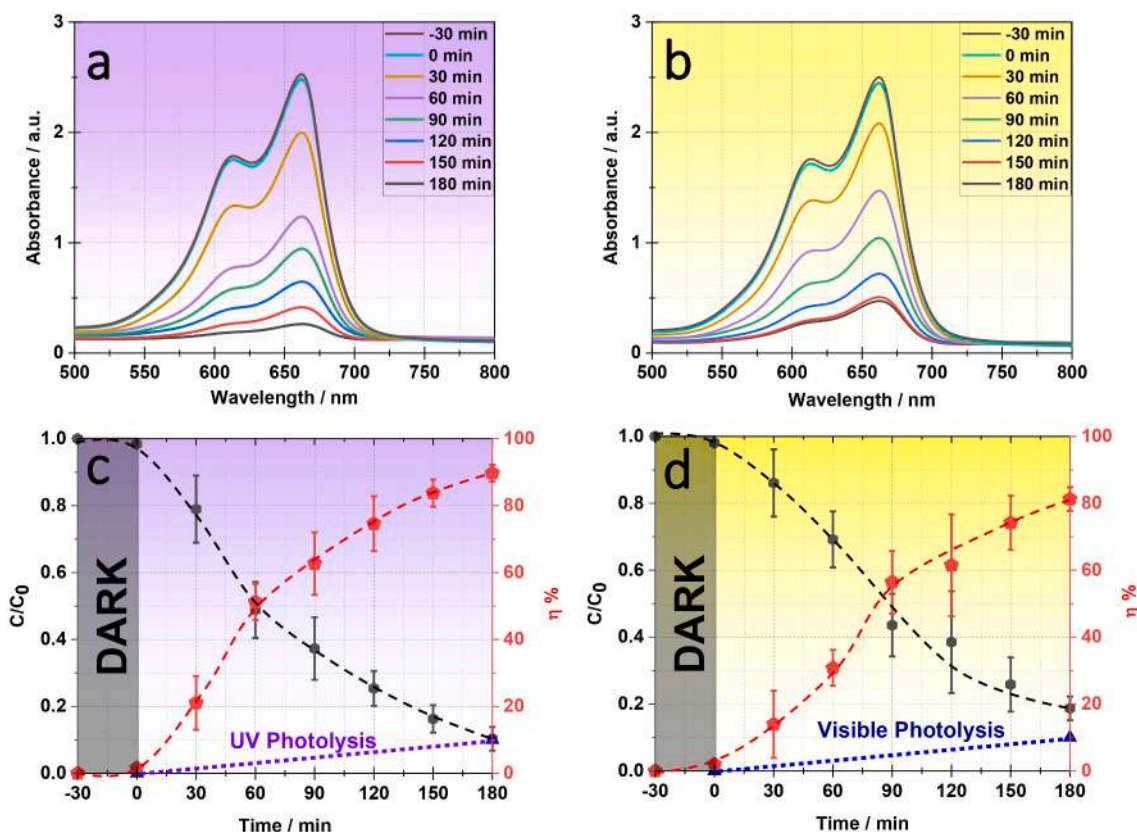 a
3
2
1
0
Absorbance / a.u.
-30 min
0 min
30 min
60 min
90 min
120 min
150 min
180 min
500 550 600 650 700 750 800
Wavelength / nm
b
3
2
1
0
Absorbance / a.u.
-30 min
0 min
30 min
60 min
90 min
120 min
150 min
180 min
500 550 600 650 700 750 800
Wavelength / nm
c
1.0
0.8
0.6
0.4
0.2
0.0
C/C0
DARK
UV Photolysis
100
80
60
40
20
0
η %
-30 0 30 60 90 120 150 180
Time / min
d
1.0
0.8
0.6
0.4
0.2
0.0
C/C0
DARK
Visible Photolysis
100
80
60
40
20
0
η %
-30 0 30 60 90 120 150 180
Time / min